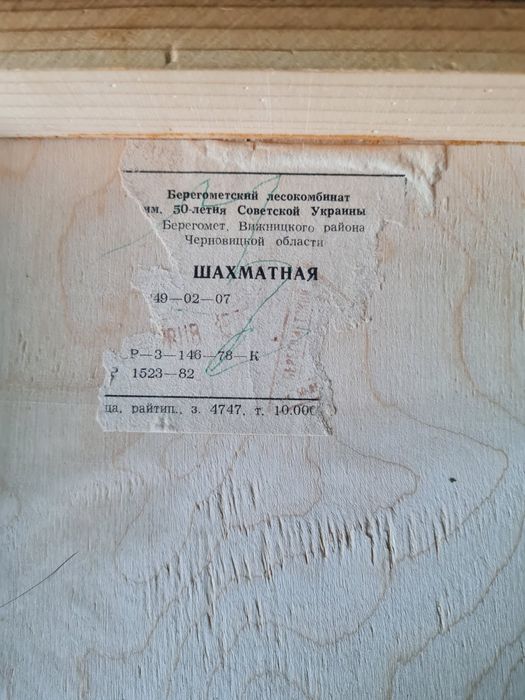 Берегометский лесокомбинат
им. 50-летия Советской Украины
Берегомет, Вижницкого района
Черновицкой области
ШАХМАТНАЯ
49—02—07
Р—3—146—78—К
1523—82
ца, райтип., з. 4747, т. 10.000